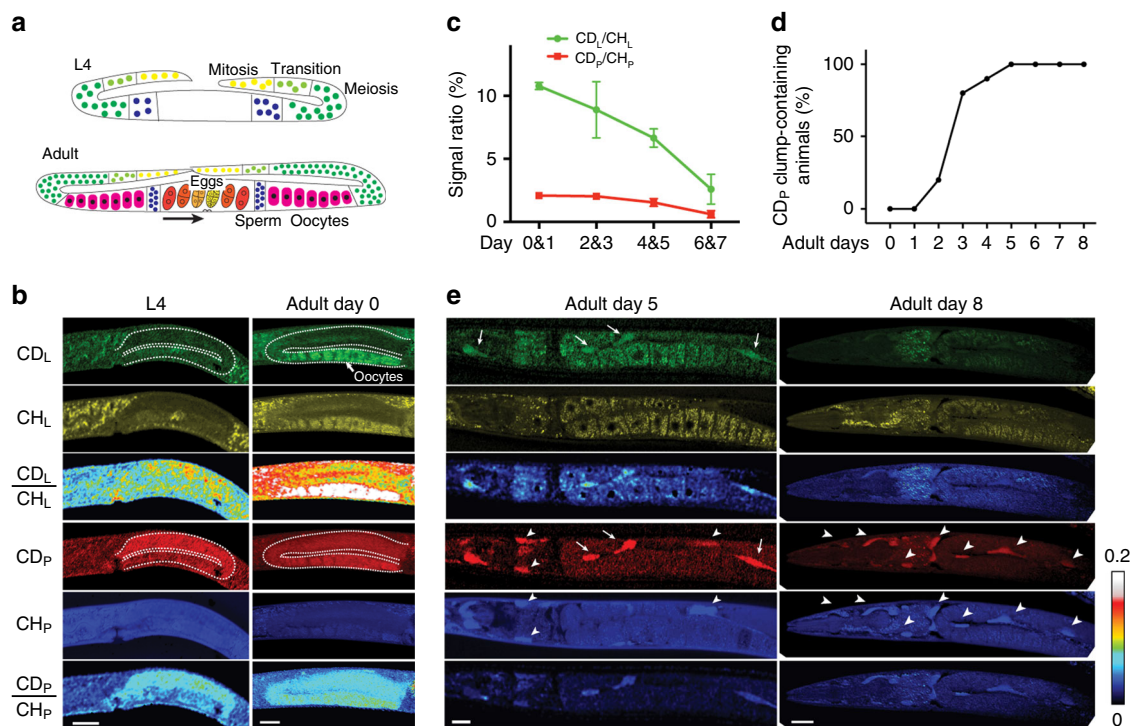 a
L4
Mitosis Transition
Meiosis
Adult
Eggs
Sperm Oocytes
c
CDL/CHL
CDP/CHP
Signal ratio (%)
10
5
0
Day 0&1 2&3 4&5 6&7
d
CDP clump-containing
animals (%)
100
50
0
Adult days 0 1 2 3 4 5 6 7 8
b
L4 Adult day 0
CDL
Oocytes
CHL
CDL
CHL
CDP
CHP
CDP
CHP
e
Adult day 5 Adult day 8
0.2
0